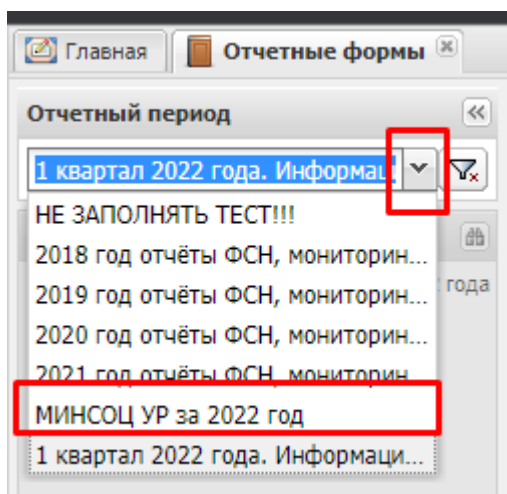 Главная Отчетные формы
Отчетный период
1 квартал 2022 года. Информац
НЕ ЗАПОЛНЯТЬ ТЕСТ!!!
2018 год отчёты ФСН, мониторин...
2019 год отчёты ФСН, мониторин... года
2020 год отчёты ФСН, мониторин...
2021 год отчёты ФСН, мониторин
МИНСОЦ УР за 2022 год
1 квартал 2022 года. Информаци...